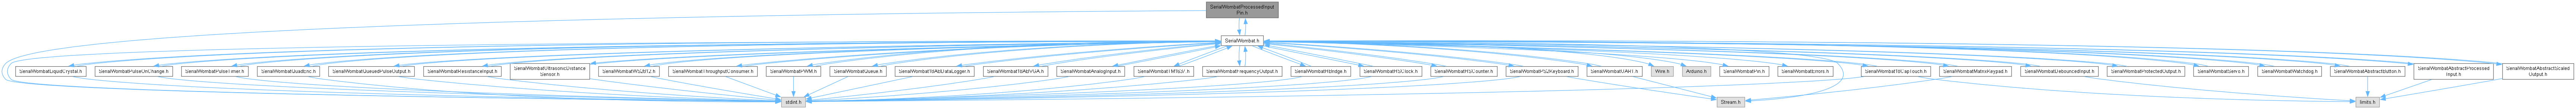 SerialWombatProcessedInput
Pin.h
SerialWombat.h
SerialWombatLiquidCrystal.h
SerialWombatPulseOnChange.h
SerialWombatPulseTimer.h
SerialWombatQuadEnc.h
SerialWombatQueuedPulseOutput.h
SerialWombatResistanceInput.h
SerialWombatUltrasonicDistance
Sensor.h
SerialWombatWS2812.h
SerialWombatThroughputConsumer.h
SerialWombatPWM.h
SerialWombatQueue.h
SerialWombat18ABDataLogger.h
SerialWombat18ABVGA.h
SerialWombatAnalogInput.h
SerialWombatTM1637.h
SerialWombatFrequencyOutput.h
SerialWombatHBridge.h
SerialWombatHSClock.h
SerialWombatHSCounter.h
SerialWombatPS2Keyboard.h
SerialWombatUART.h
Wire.h
Arduino.h
SerialWombatPin.h
SerialWombatErrors.h
SerialWombat18CapTouch.h
SerialWombatMatrixKeypad.h
SerialWombatDebouncedInput.h
SerialWombatProtectedOutput.h
SerialWombatServo.h
SerialWombatWatchdog.h
SerialWombatAbstractButton.h
SerialWombatAbstractProcessed
Input.h
SerialWombatAbstractScaled
Output.h
stdint.h
Stream.h
limits.h